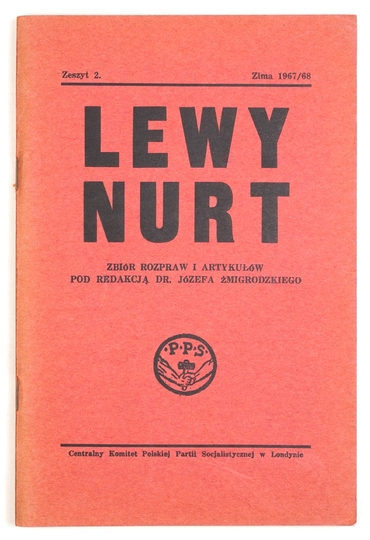 Zeszyt 2. Zima 1967/68
LEWY
NURT
ZBIÓR ROZPRAW I ARTYKUŁÓW
POD REDAKCJĄ DR. JÓZEFA ŻMIGRODZKIEGO
·P·P·S·
Centralny Komitet Polskiej Partii Socjalistycznej w Londynie